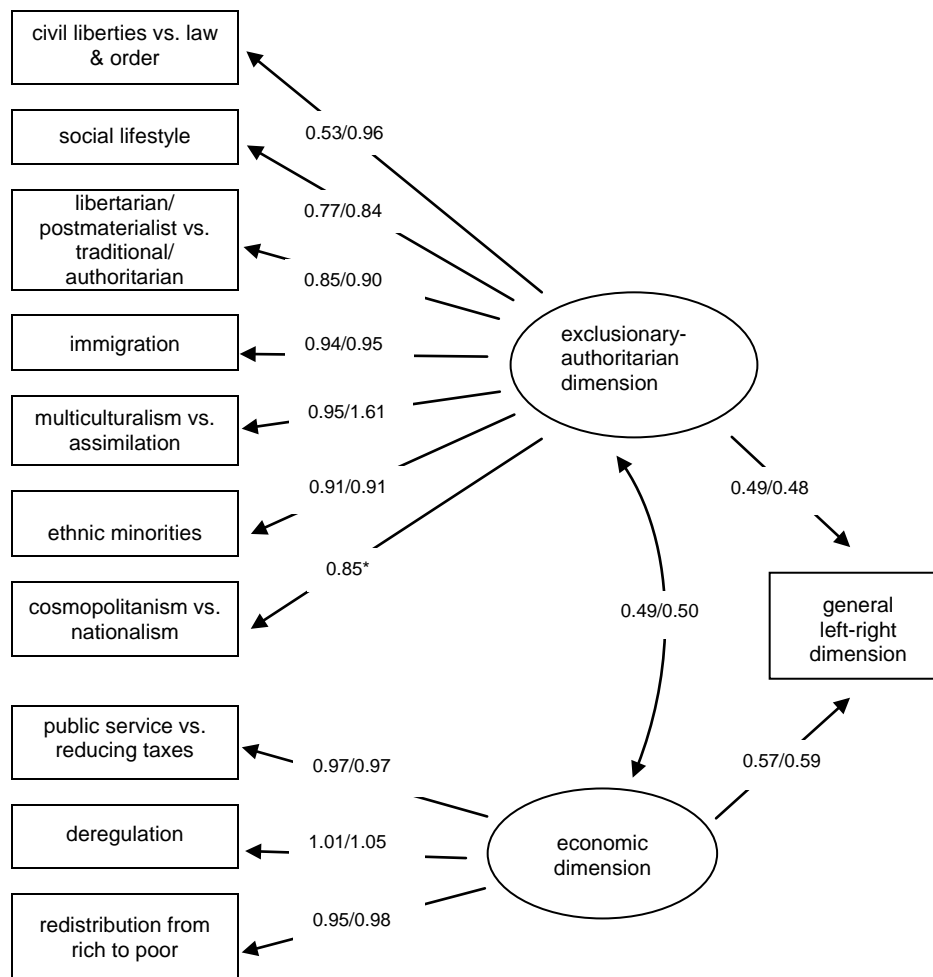 civil liberties vs. law
& order
0.53/0.96
social lifestyle
0.77/0.84
libertarian/
postmaterialist vs.
traditional/
authoritarian
0.85/0.90
exclusionary-
authoritarian
dimension
immigration
0.94/0.95
multiculturalism vs.
assimilation
0.95/1.61
0.91/0.91
0.49/0.48
ethnic minorities
0.85*
cosmopolitanism vs.
nationalism
0.49/0.50
general
left-right
dimension
public service vs.
reducing taxes
0.97/0.97
0.57/0.59
deregulation
1.01/1.05
economic
dimension
0.95/0.98
redistribution from
rich to poor